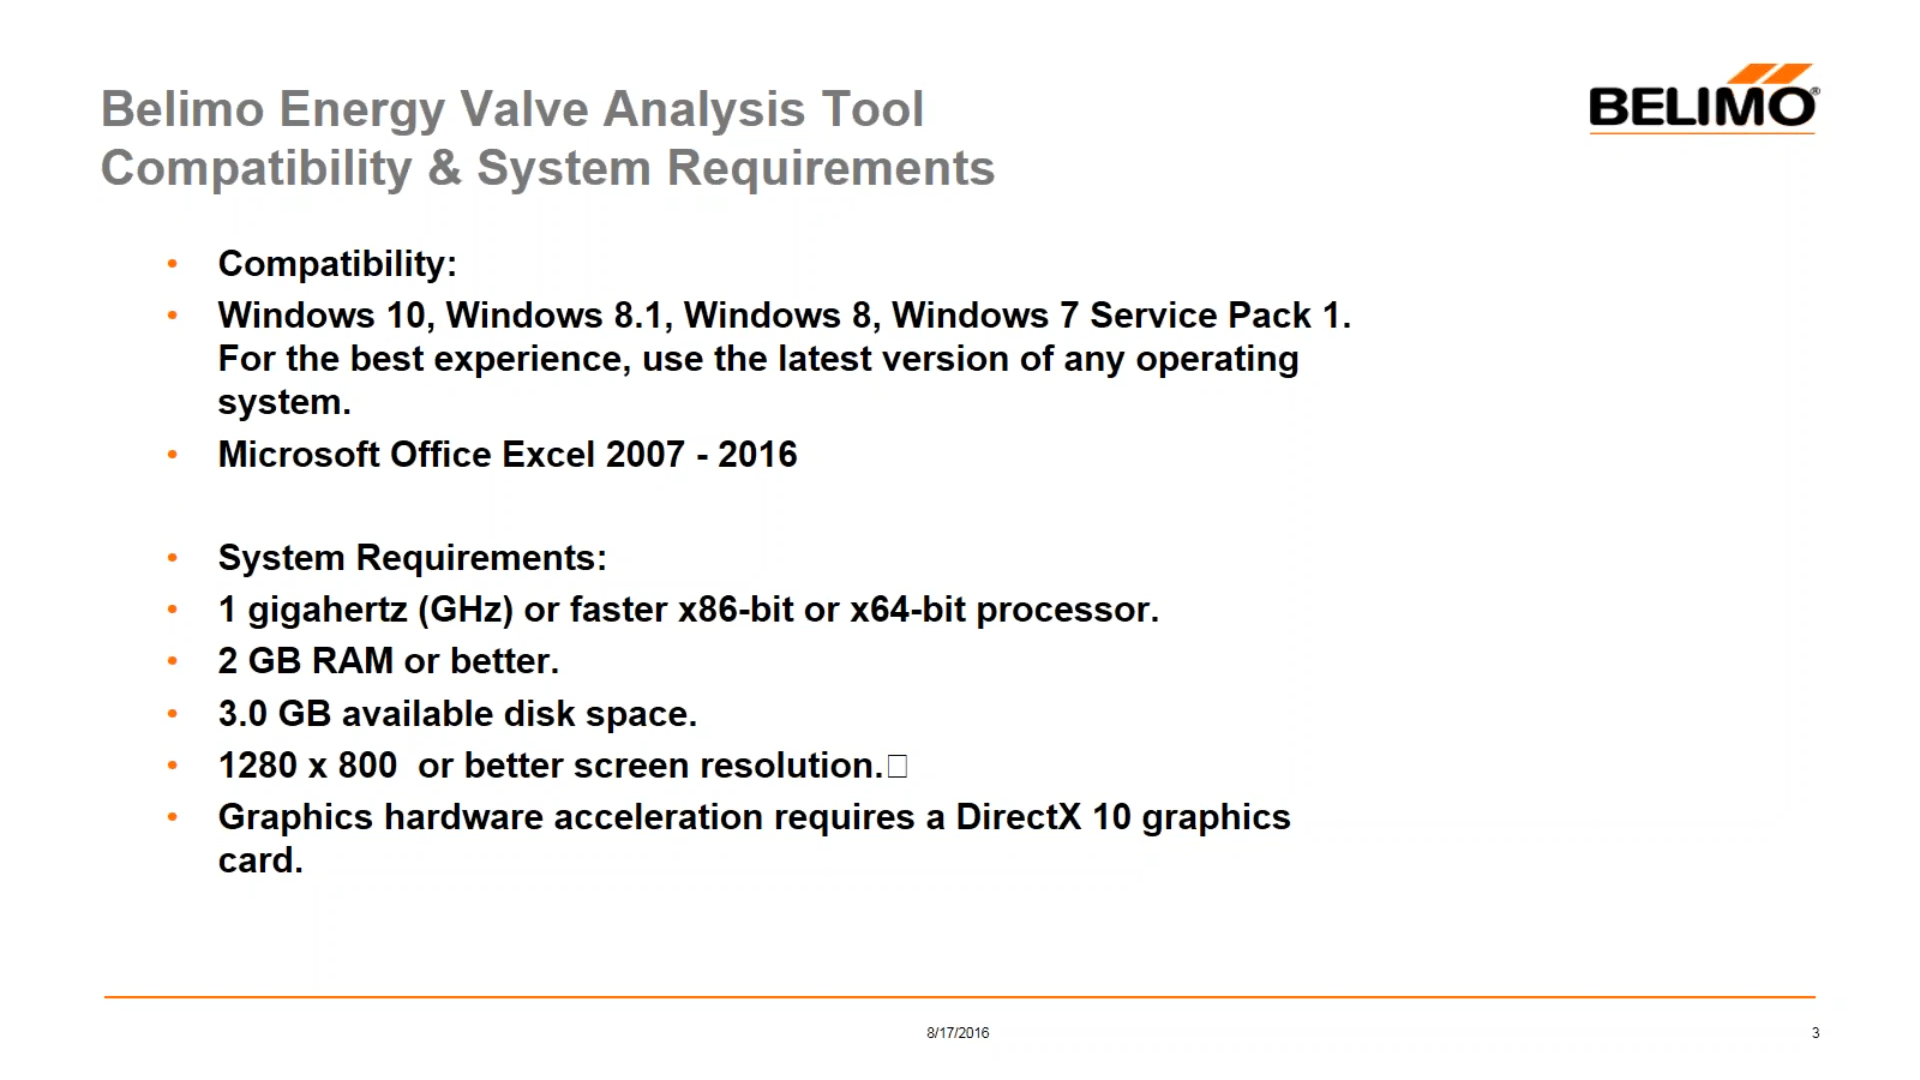 Belimo Energy Valve Analysis Tool
Compatibility & System Requirements
BELIMO®
• Compatibility:
• Windows 10, Windows 8.1, Windows 8, Windows 7 Service Pack 1.
For the best experience, use the latest version of any operating
system.
• Microsoft Office Excel 2007 - 2016
• System Requirements:
• 1 gigahertz (GHz) or faster x86-bit or x64-bit processor.
• 2 GB RAM or better.
• 3.0 GB available disk space.
• 1280 x 800  or better screen resolution.□
• Graphics hardware acceleration requires a DirectX 10 graphics
card.
8/17/2016
3